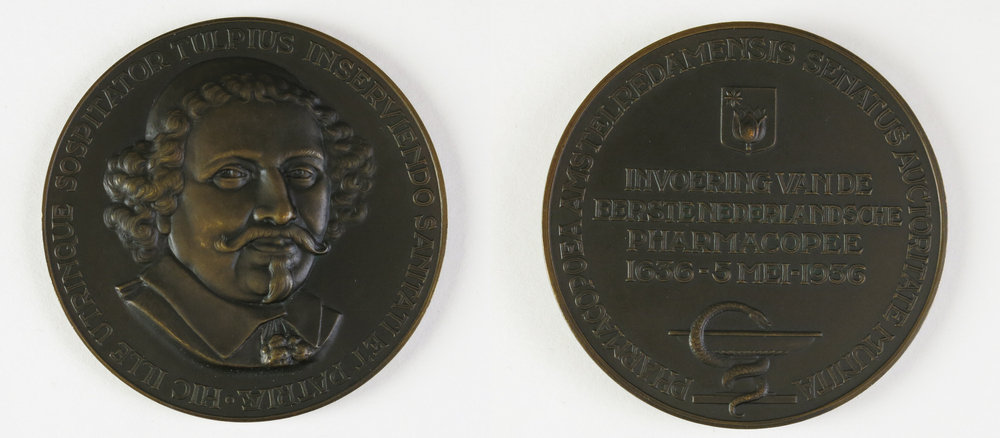 HIC ILLE UTRINQUE SOSPITATOR TULPIUS INSERVIENDO SANITATI ET PATRIÆ ·
PHARMACOPOEA AMSTELREDAMENSIS SENATUS AUCTORITATE MUNITA
INVOERING VAN DE
EERSTE NEDERLANDSCHE
PHARMACOPEE
1636 - 5 MEI - 1936